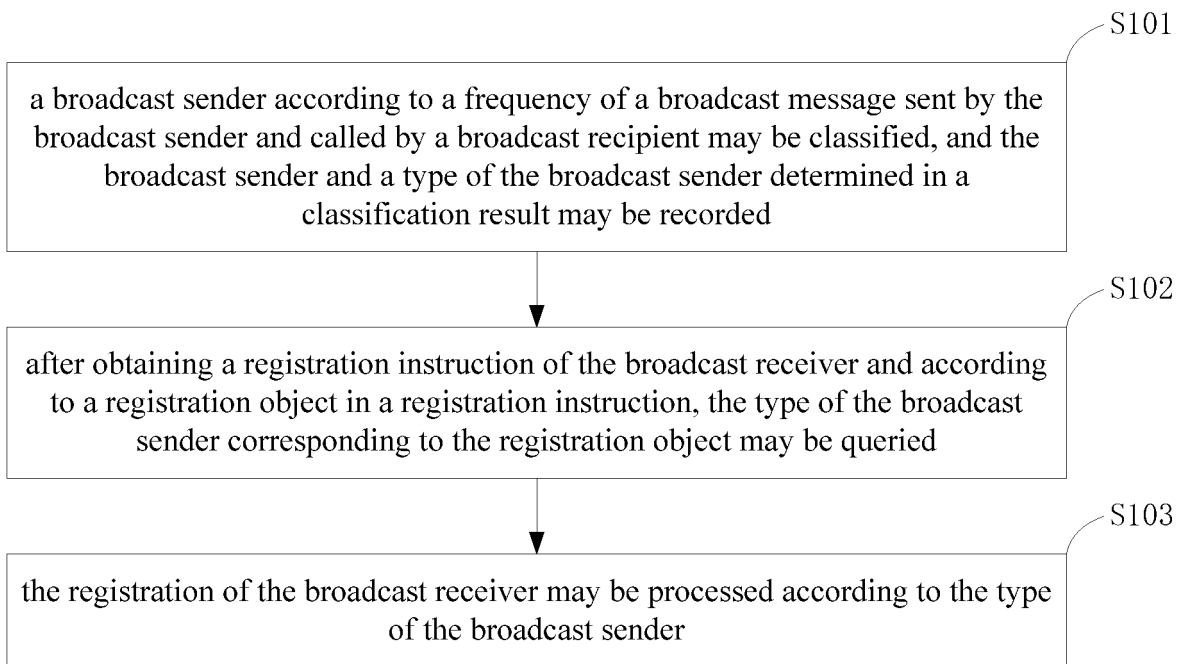 S101
a broadcast sender according to a frequency of a broadcast message sent by the
broadcast sender and called by a broadcast recipient may be classified, and the
broadcast sender and a type of the broadcast sender determined in a
classification result may be recorded
S102
after obtaining a registration instruction of the broadcast receiver and according
to a registration object in a registration instruction, the type of the broadcast
sender corresponding to the registration object may be queried
S103
the registration of the broadcast receiver may be processed according to the type
of the broadcast sender